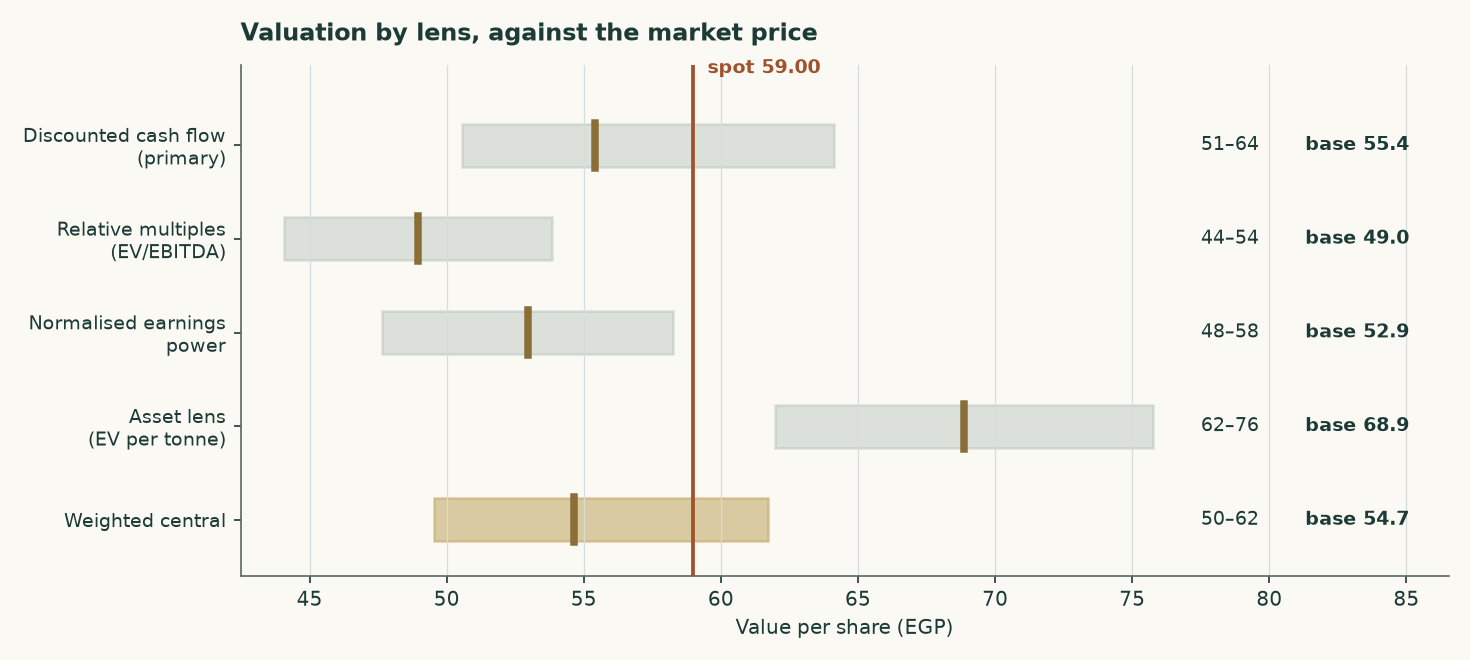 Valuation by lens, against the market price
spot 59.00
Discounted cash flow
(primary)
51–64 base 55.4
Relative multiples
(EV/EBITDA)
44–54 base 49.0
Normalised earnings
power
48–58 base 52.9
Asset lens
(EV per tonne)
62–76 base 68.9
Weighted central
50–62 base 54.7
45 50 55 60 65 70 75 80 85
Value per share (EGP)